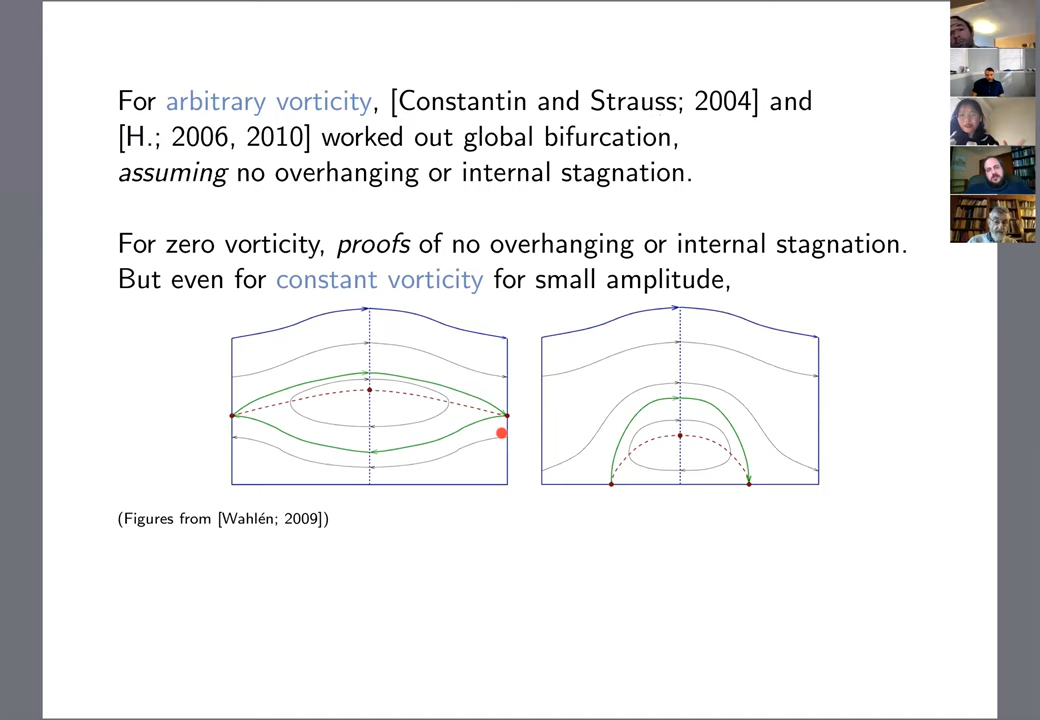 For arbitrary vorticity, [Constantin and Strauss; 2004] and
[H.; 2006, 2010] worked out global bifurcation,
assuming no overhanging or internal stagnation.
For zero vorticity, proofs of no overhanging or internal stagnation.
But even for constant vorticity for small amplitude,
(Figures from [Wahlén; 2009])